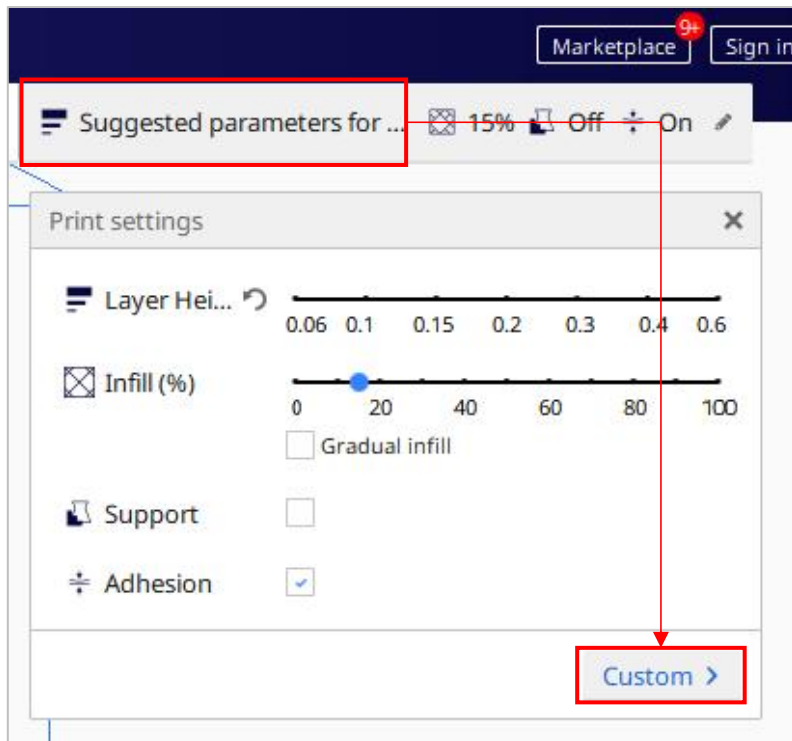 Marketplace 9+ Sign in
Suggested parameters for ... 15% Off On
Print settings
Layer Hei...
0.06 0.1 0.15 0.2 0.3 0.4 0.6
Infill (%)
0 20 40 60 80 100
Gradual infill
Support
Adhesion
Custom